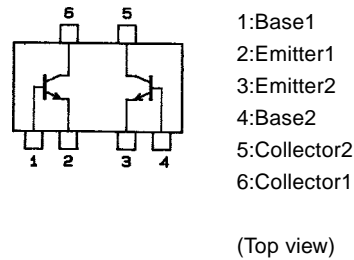 6 5
1 2 3 4
1:Base1
2:Emitter1
3:Emitter2
4:Base2
5:Collector2
6:Collector1
(Top view)